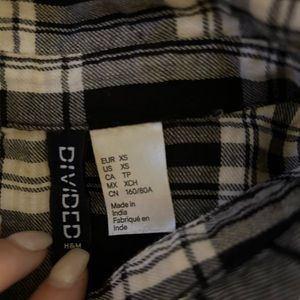 DIVIDED
H&M
EUR XS
US XS
CA TP
MX XCH
CN 160/80A
Made in
India
Fabriqué en
Inde